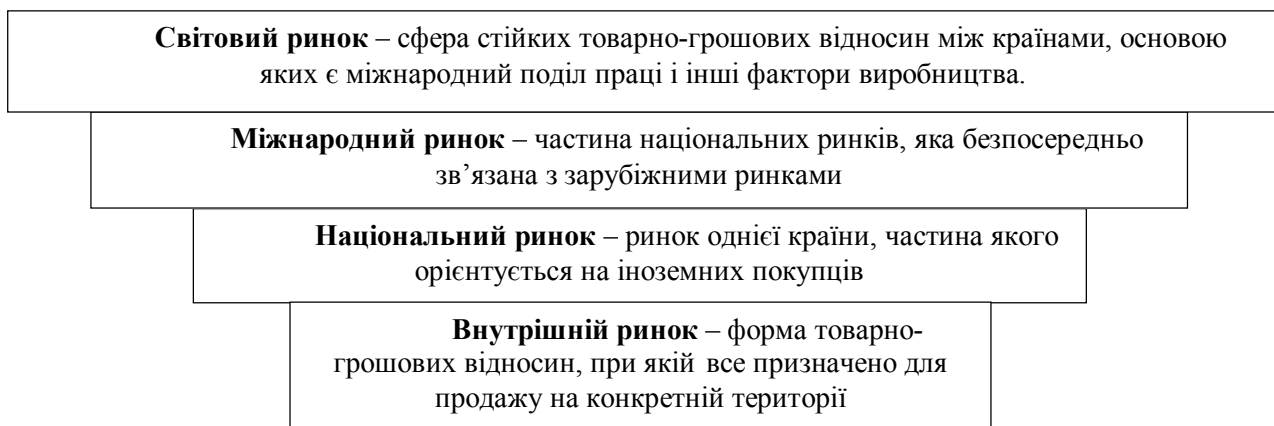 Світовий ринок – сфера стійких товарно-грошових відносин між країнами, основою
яких є міжнародний поділ праці і інші фактори виробництва.
Міжнародний ринок – частина національних ринків, яка безпосередньо
зв’язана з зарубіжними ринками
Національний ринок – ринок однієї країни, частина якого
орієнтується на іноземних покупців
Внутрішній ринок – форма товарно-
грошових відносин, при якій все призначено для
продажу на конкретній території